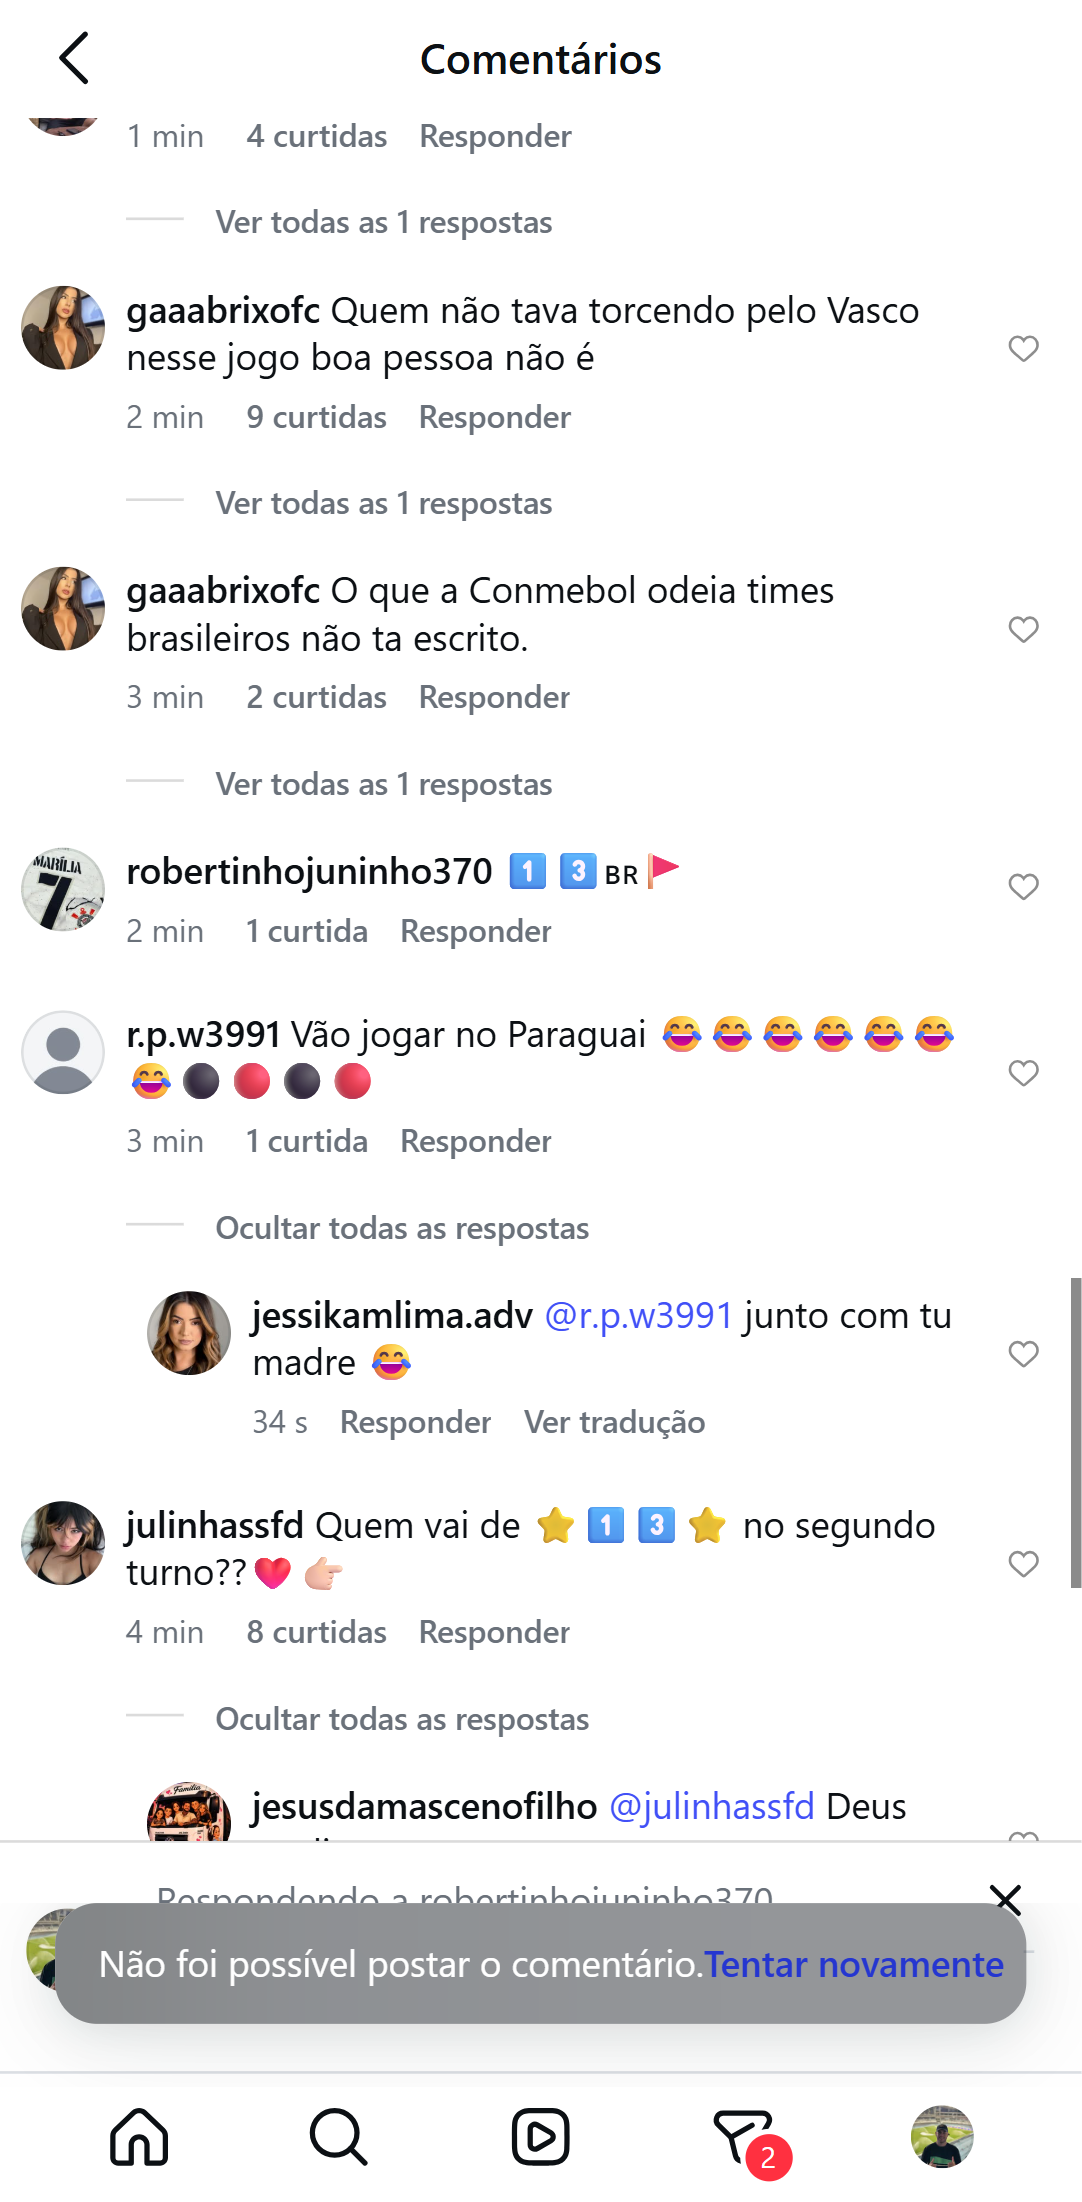 Comentários
1 min 4 curtidas Responder
Ver todas as 1 respostas
gaaabrixofc Quem não tava torcendo pelo Vasco
nesse jogo boa pessoa não é
2 min 9 curtidas Responder
Ver todas as 1 respostas
gaaabrixofc O que a Conmebol odeia times
brasileiros não ta escrito.
3 min 2 curtidas Responder
Ver todas as 1 respostas
MARÍLIA
7
robertinhojuninho370 1️⃣ 3️⃣ BR 🚩
2 min 1 curtida Responder
r.p.w3991 Vão jogar no Paraguai 😂😂😂😂😂😂
😂⚫🔴⚫🔴
3 min 1 curtida Responder
Ocultar todas as respostas
jessikamlima.adv @r.p.w3991 junto com tu
madre 😂
34 s Responder Ver tradução
julinhassfd Quem vai de ⭐ 1️⃣ 3️⃣ ⭐ no segundo
turno??❤️ 👉🏻
4 min 8 curtidas Responder
Ocultar todas as respostas
Família
jesusdamascenofilho @julinhassfd Deus
Respondendo a robertinhojuninho370
Não foi possível postar o comentário.Tentar novamente
2